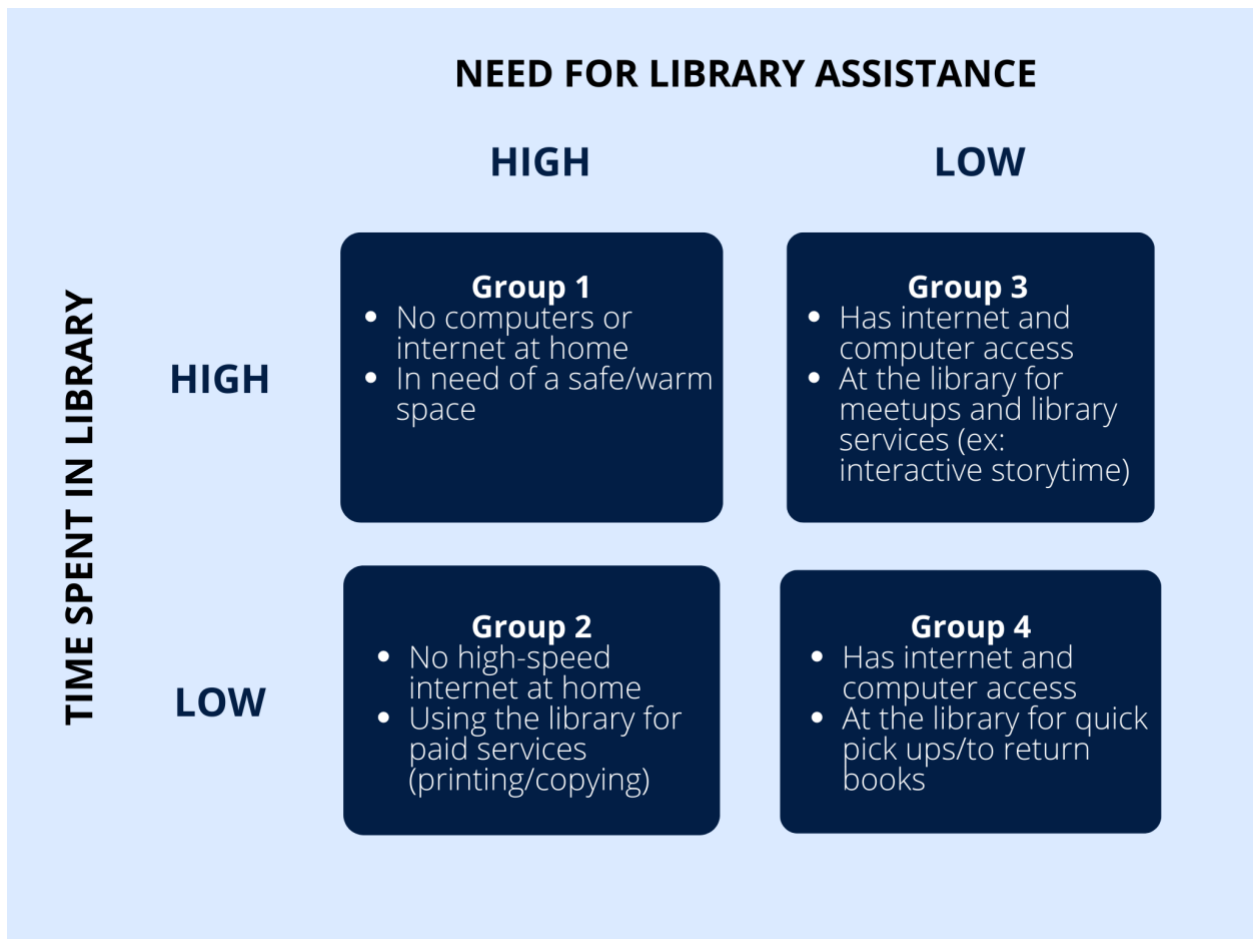 NEED FOR LIBRARY ASSISTANCE
HIGH
LOW
TIME SPENT IN LIBRARY
HIGH
Group 1
• No computers or
internet at home
• In need of a safe/warm
space
Group 3
• Has internet and
computer access
• At the library for
meetups and library
services (ex:
interactive storytime)
LOW
Group 2
• No high-speed
internet at home
• Using the library for
paid services
(printing/copying)
Group 4
• Has internet and
computer access
• At the library for quick
pick ups/to return
books